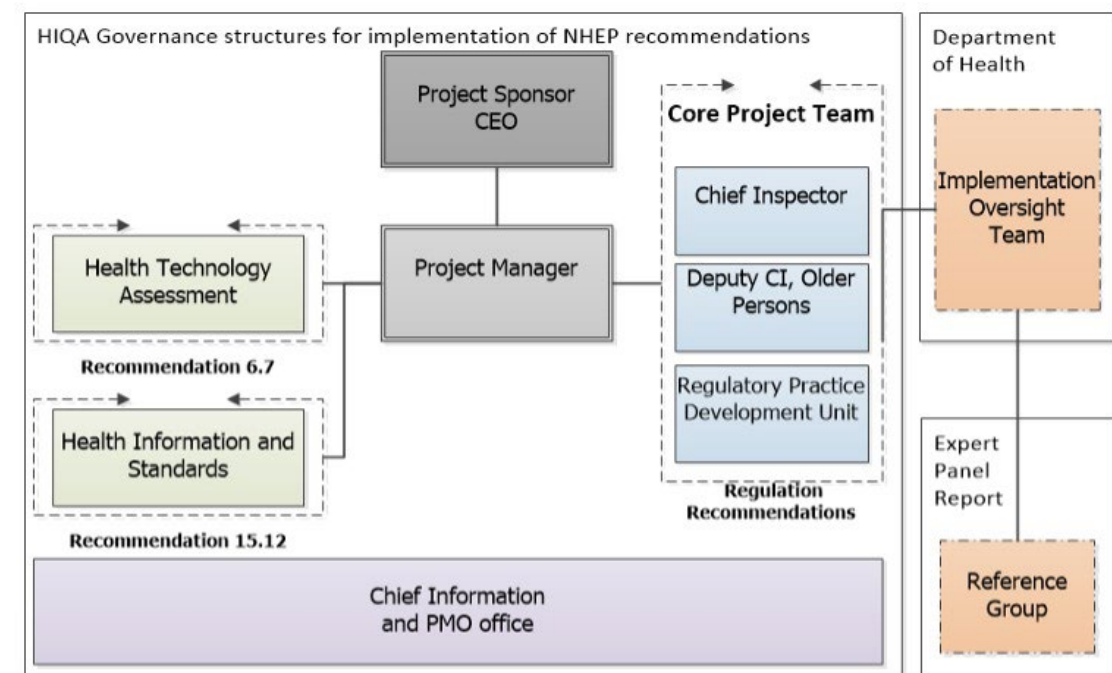 HIQA Governance structures for implementation of NHEP recommendations
Project Sponsor
CEO
Project Manager
Health Technology
Assessment
Recommendation 6.7
Health Information and
Standards
Recommendation 15.12
Core Project Team
Chief Inspector
Deputy CI, Older
Persons
Regulatory Practice
Development Unit
Regulation
Recommendations
Chief Information
and PMO office
Department
of Health
Implementation
Oversight
Team
Expert
Panel
Report
Reference
Group